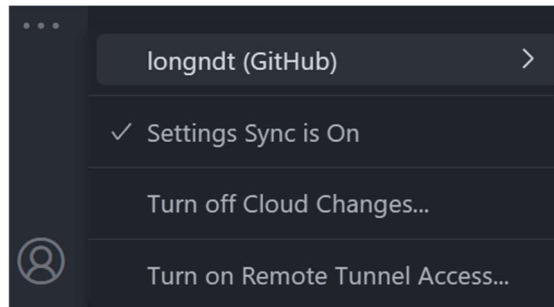 longndt (GitHub)
Settings Sync is On
Turn off Cloud Changes...
Turn on Remote Tunnel Access...